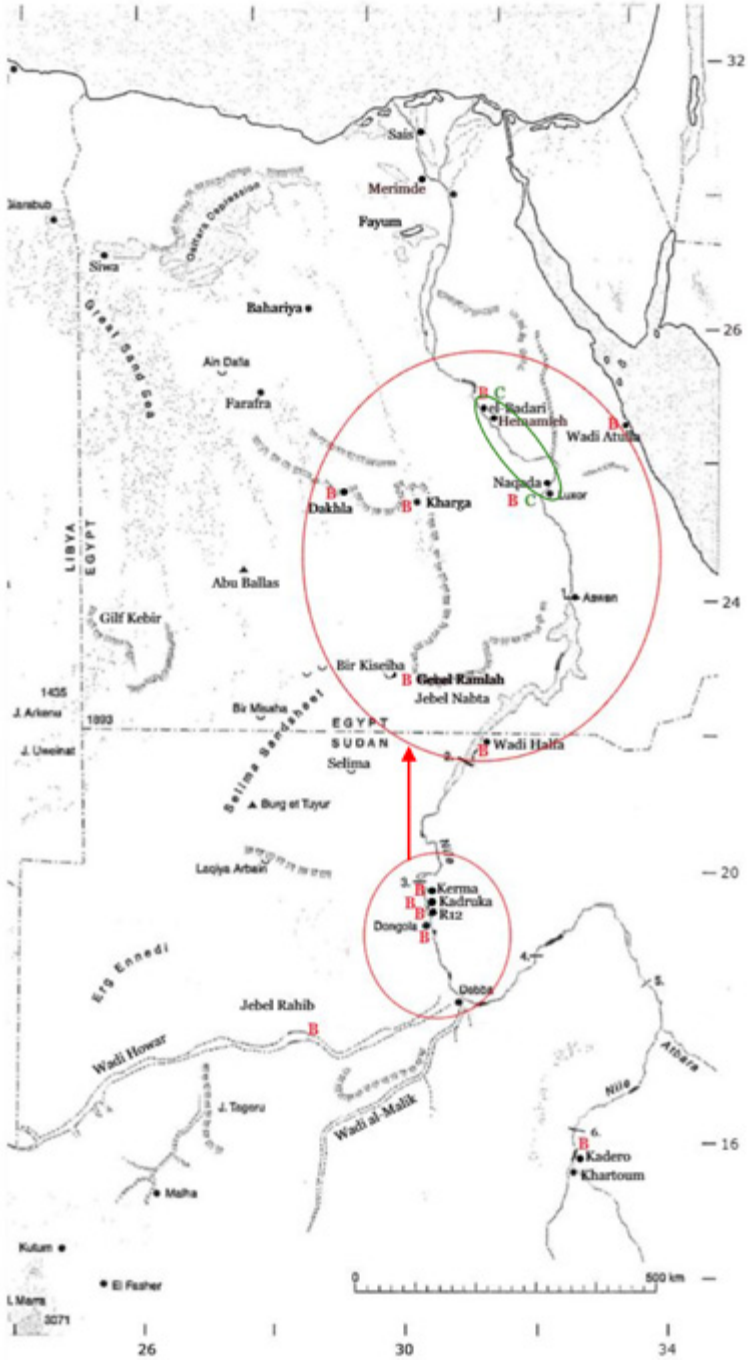 32
Sais
Merimde
Fayum
Giarabub
Qattara Depression
Siwa
Great Sand Sea
Bahariya
26
Ain Dalla
Farafra
B C
el-Badari
Hemamieh
B
Wadi Atulla
Naqada
Luxor
B C
B
Dakhla
B
Kharga
LIBYA
EGYPT
Abu Ballas
1.
Aswan
24
Gilf Kebir
Bir Kiseiba
B
Gebel Ramlah
Jebel Nabta
1435
J. Arkenu
1893
Bir Misaha
EGYPT
SUDAN
J. Uweinat
Selima Sandsheet
Selima
2.
B
Wadi Halfa
Burg et Tuyur
Nile
Laqiya Arbain
20
3.
B
Kerma
B
Kadruka
B
R12
Dongola
B
4.
5.
Erg Ennedi
Debba
Jebel Rahib
B
Wadi Howar
Atbara
Nile
J. Tageru
Wadi al-Malik
6.
B
16
Kadero
Khartoum
Malha
Kutum
El Fasher
0
500 km
J. Marra
3071
26
30
34